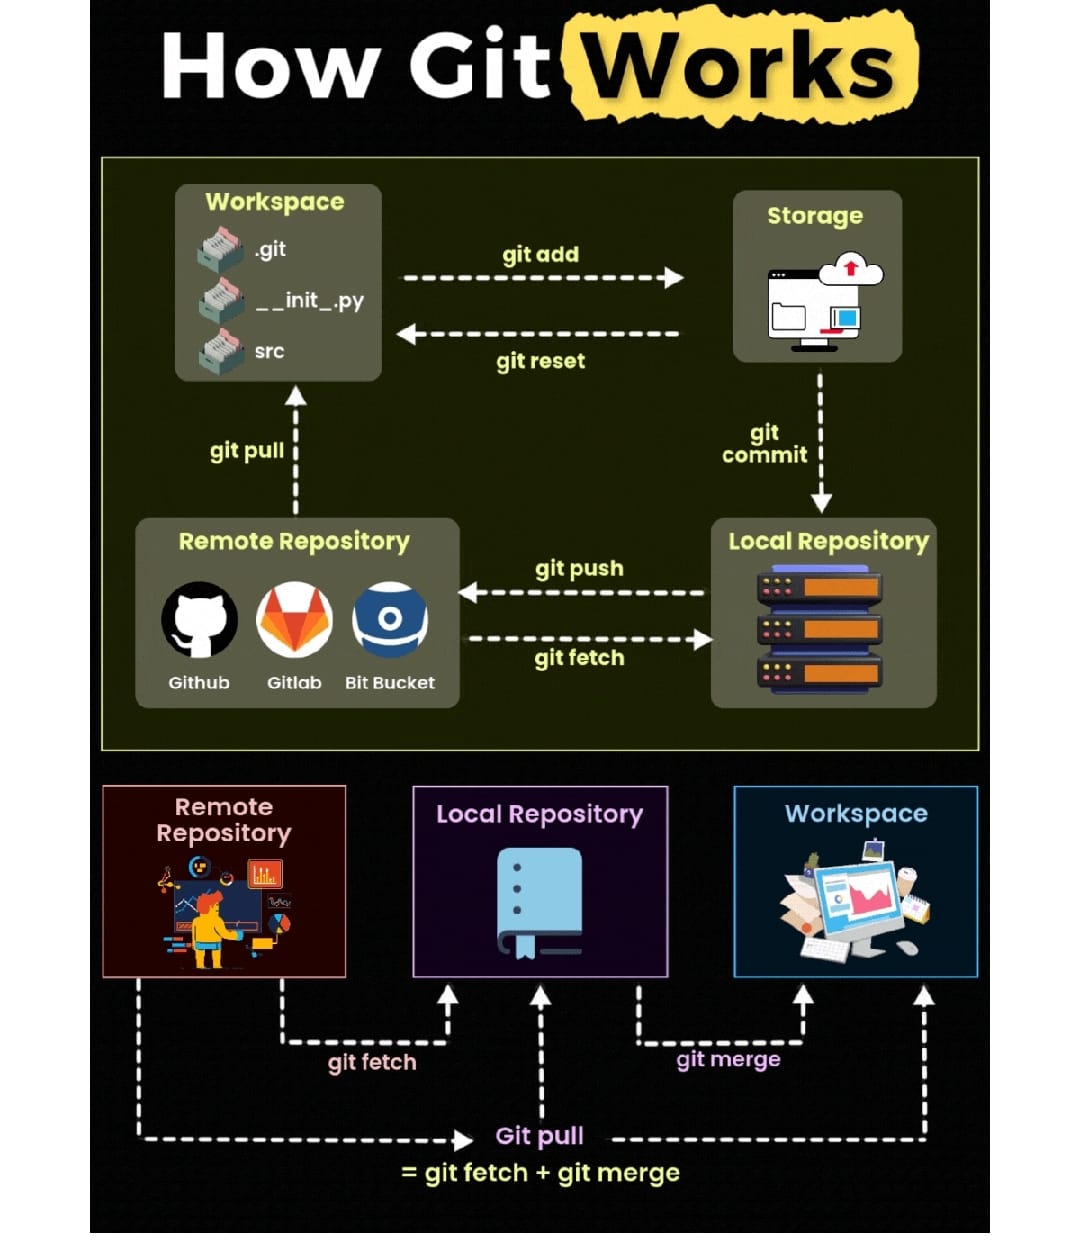 How Git Works
Workspace
.git
__init_.py
src
git add
git reset
Storage
git pull
git
commit
Remote Repository
Github
Gitlab
Bit Bucket
git push
git fetch
Local Repository
Remote
Repository
Local Repository
Workspace
git fetch
git merge
Git pull
= git fetch + git merge